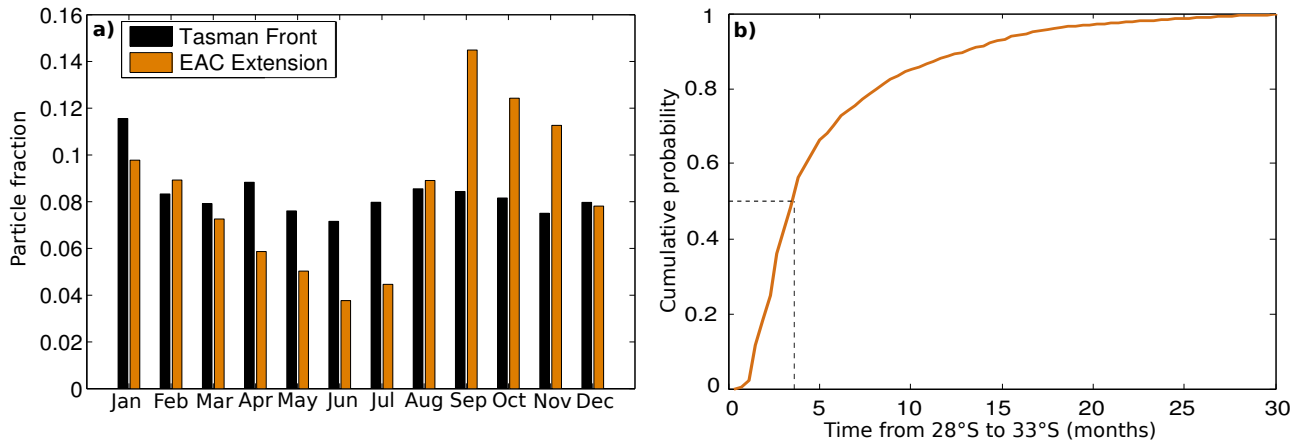 a)
Tasman Front
EAC Extension
Particle fraction
0.16
0.14
0.12
0.1
0.08
0.06
0.04
0.02
0
Jan Feb Mar Apr May Jun Jul Aug Sep Oct Nov Dec
b)
Cumulative probability
1
0.8
0.6
0.4
0.2
0
0 5 10 15 20 25 30
Time from 28°S to 33°S (months)